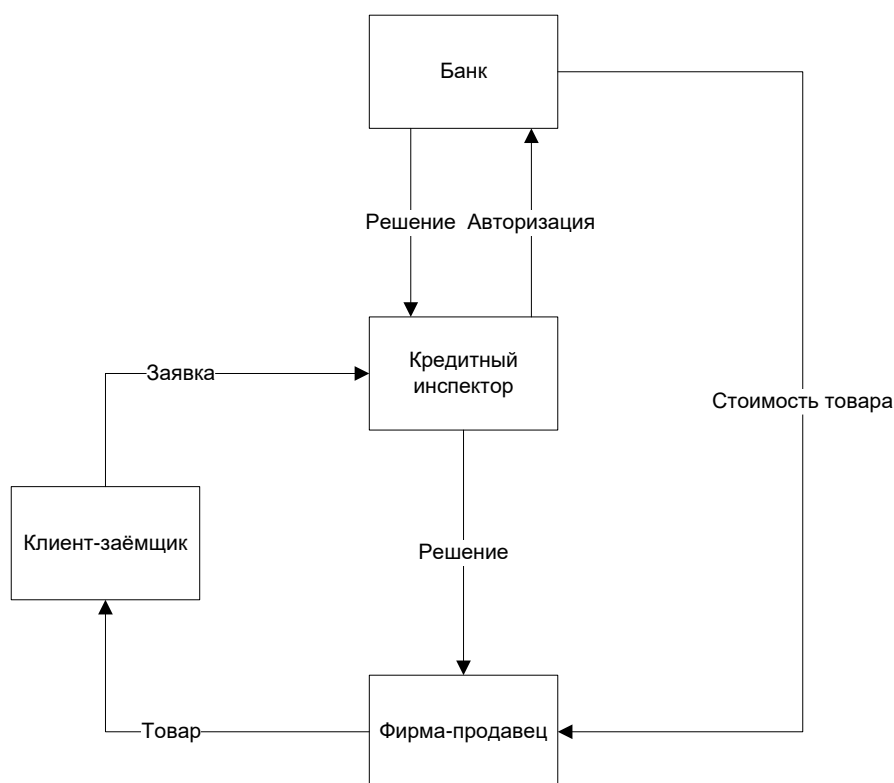 Банк
Решение
Авторизация
Заявка
Кредитный
инспектор
Стоимость товара
Клиент-заёмщик
Решение
Товар
Фирма-продавец